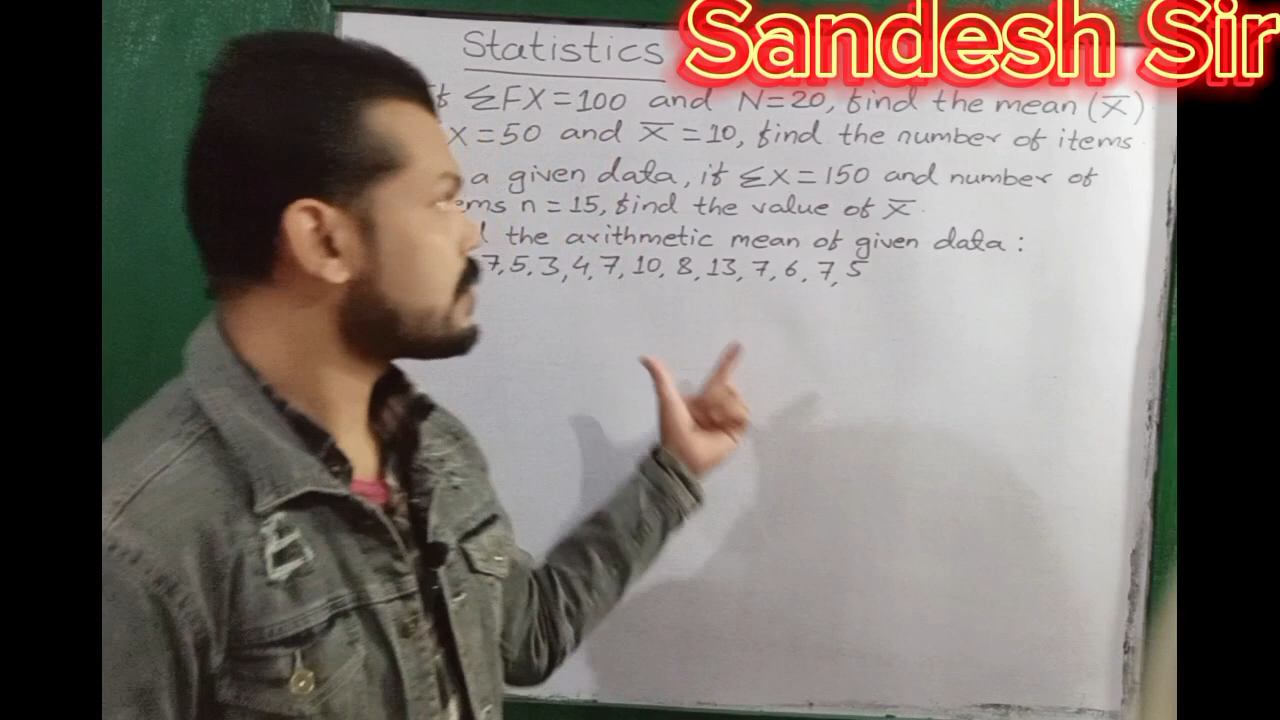 Statistics
Sandesh Sir
ΣFX=100 and N=20, find the mean (X̅)
X=50 and X̅=10, find the number of items
a given data, if ΣX=150 and number of
ems n=15, find the value of X̅.
the arithmetic mean of given data:
7, 5, 3, 4, 7, 10, 8, 13, 7, 6, 7, 5